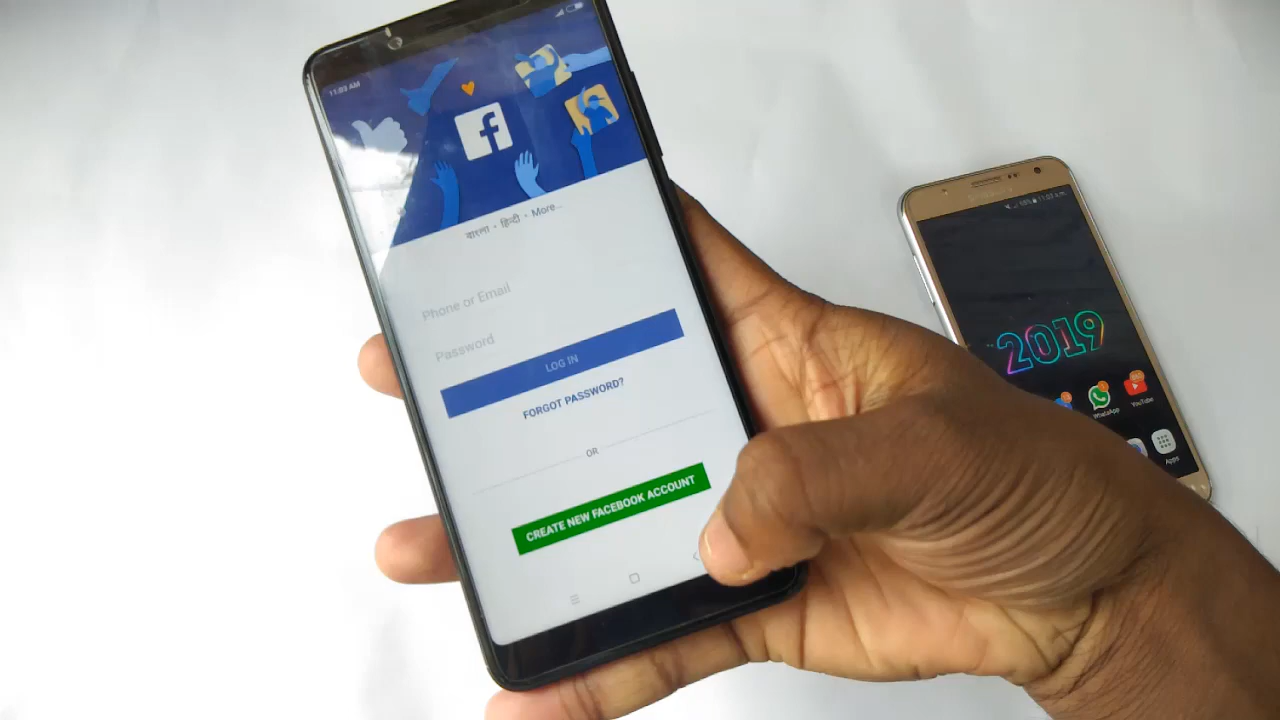 11:03 AM
f
বাংলা • हिन्दी • More...
Phone or Email
Password
LOG IN
FORGOT PASSWORD?
OR
CREATE NEW FACEBOOK ACCOUNT
2019
WhatsApp
YouTube
Apps